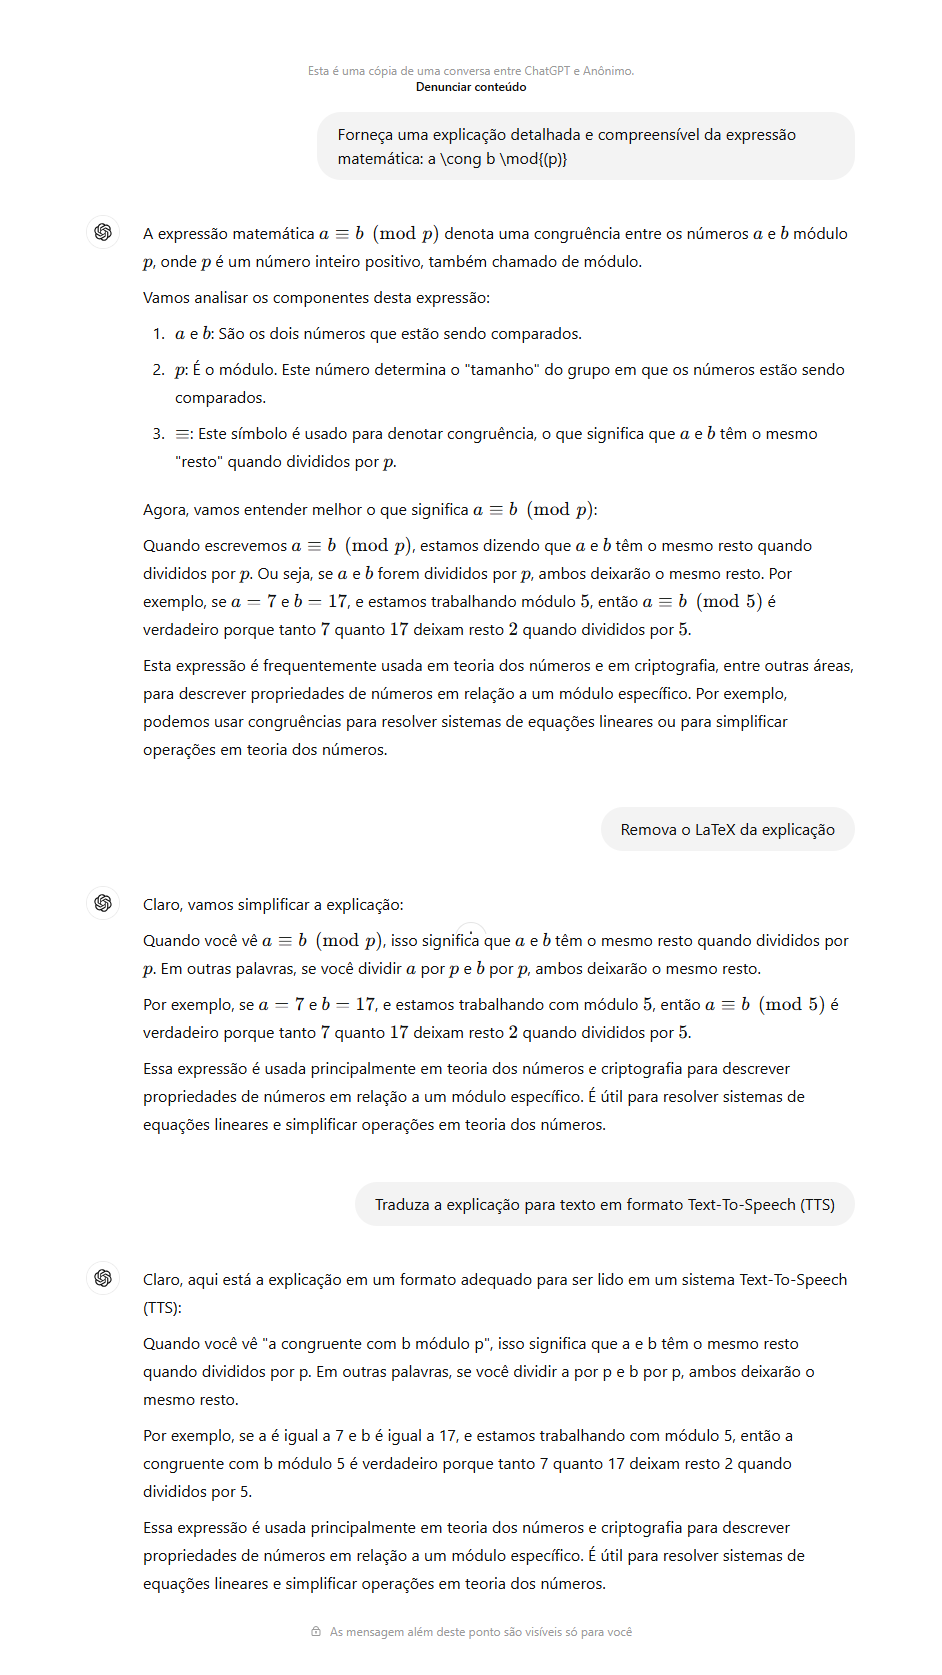 Esta é uma cópia de uma conversa entre ChatGPT e Anônimo.
Denunciar conteúdo
Forneça uma explicação detalhada e compreensível da expressão
matemática: a \cong b \mod{(p)}
A expressão matemática a ≡ b (mod p) denota uma congruência entre os números a e b módulo
p, onde p é um número inteiro positivo, também chamado de módulo.
Vamos analisar os componentes desta expressão:
1. a e b: São os dois números que estão sendo comparados.
2. p: É o módulo. Este número determina o "tamanho" do grupo em que os números estão sendo
comparados.
3. ≡: Este símbolo é usado para denotar congruência, o que significa que a e b têm o mesmo
"resto" quando divididos por p.
Agora, vamos entender melhor o que significa a ≡ b (mod p):
Quando escrevemos a ≡ b (mod p), estamos dizendo que a e b têm o mesmo resto quando
divididos por p. Ou seja, se a e b forem divididos por p, ambos deixarão o mesmo resto. Por
exemplo, se a = 7 e b = 17, e estamos trabalhando módulo 5, então a ≡ b (mod 5) é
verdadeiro porque tanto 7 quanto 17 deixam resto 2 quando divididos por 5.
Esta expressão é frequentemente usada em teoria dos números e em criptografia, entre outras áreas,
para descrever propriedades de números em relação a um módulo específico. Por exemplo,
podemos usar congruências para resolver sistemas de equações lineares ou para simplificar
operações em teoria dos números.
Remova o LaTeX da explicação
Claro, vamos simplificar a explicação:
Quando você vê a ≡ b (mod p), isso significa que a e b têm o mesmo resto quando divididos por
p. Em outras palavras, se você dividir a por p e b por p, ambos deixarão o mesmo resto.
Por exemplo, se a = 7 e b = 17, e estamos trabalhando com módulo 5, então a ≡ b (mod 5) é
verdadeiro porque tanto 7 quanto 17 deixam resto 2 quando divididos por 5.
Essa expressão é usada principalmente em teoria dos números e criptografia para descrever
propriedades de números em relação a um módulo específico. É útil para resolver sistemas de
equações lineares e simplificar operações em teoria dos números.
Traduza a explicação para texto em formato Text-To-Speech (TTS)
Claro, aqui está a explicação em um formato adequado para ser lido em um sistema Text-To-Speech
(TTS):
Quando você vê "a congruente com b módulo p", isso significa que a e b têm o mesmo resto
quando divididos por p. Em outras palavras, se você dividir a por p e b por p, ambos deixarão o
mesmo resto.
Por exemplo, se a é igual a 7 e b é igual a 17, e estamos trabalhando com módulo 5, então a
congruente com b módulo 5 é verdadeiro porque tanto 7 quanto 17 deixam resto 2 quando
divididos por 5.
Essa expressão é usada principalmente em teoria dos números e criptografia para descrever
propriedades de números em relação a um módulo específico. É útil para resolver sistemas de
equações lineares e simplificar operações em teoria dos números.
As mensagem além deste ponto são visíveis só para você